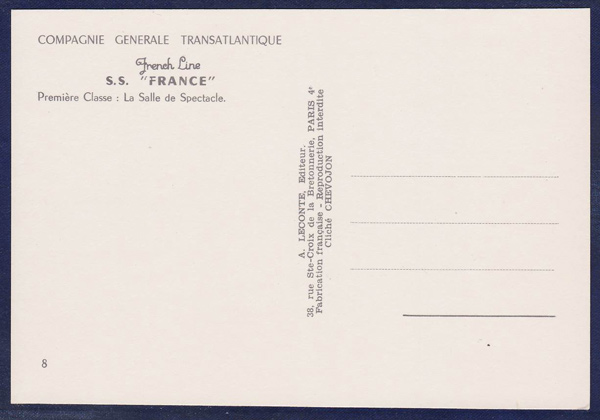 COMPAGNIE GENERALE TRANSATLANTIQUE
French Line
S.S. "FRANCE"
Première Classe : La Salle de Spectacle.
A. LECONTE, Editeur.
38, rue Ste-Croix de la Bretonnerie, PARIS 4e
Fabrication française - Reproduction interdite
Cliché CHEVOJON
8